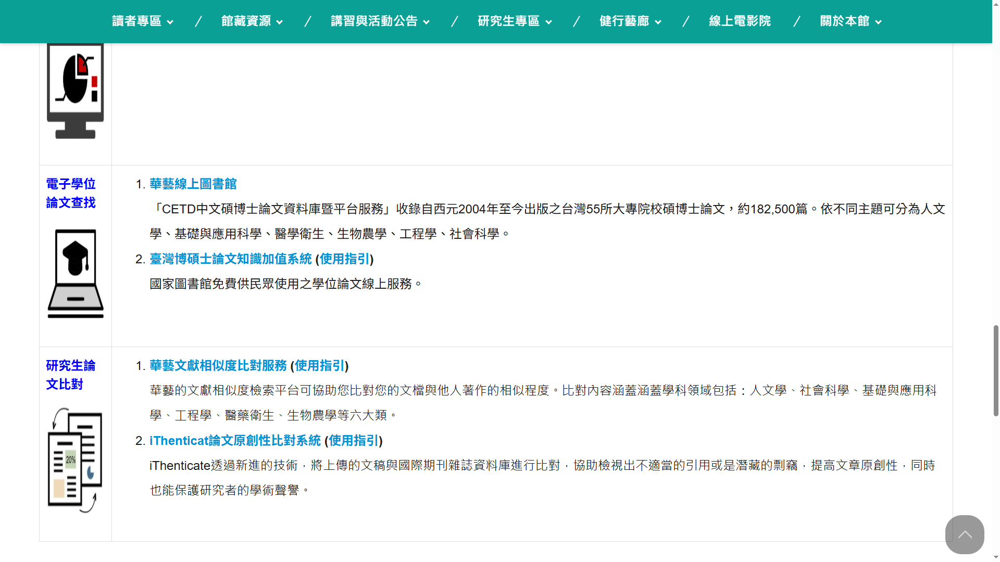 讀者專區 / 館藏資源 / 講習與活動公告 / 研究生專區 / 健行藝廊 / 線上電影院 / 關於本館
電子學位
論文查找
1. 華藝線上圖書館
「CETD中文碩博士論文資料庫暨平台服務」收錄自西元2004年至今出版之台灣55所大專院校碩博士論文，約182,500篇。依不同主題可分為人文
學、基礎與應用科學、醫學衛生、生物農學、工程學、社會科學。
2. 臺灣博碩士論文知識加值系統 (使用指引)
國家圖書館免費供民眾使用之學位論文線上服務。
研究生論
文比對
20%
1. 華藝文獻相似度比對服務 (使用指引)
華藝的文獻相似度檢索平台可協助您比對您的文檔與他人著作的相似程度。比對內容涵蓋涵蓋學科領域包括：人文學、社會科學、基礎與應用科
學、工程學、醫藥衛生、生物農學等六大類。
2. iThenticat論文原創性比對系統 (使用指引)
iThenticate透過新進的技術，將上傳的文稿與國際期刊雜誌資料庫進行比對，協助檢視出不適當的引用或是潛藏的剽竊，提高文章原創性，同時
也能保護研究者的學術聲譽。